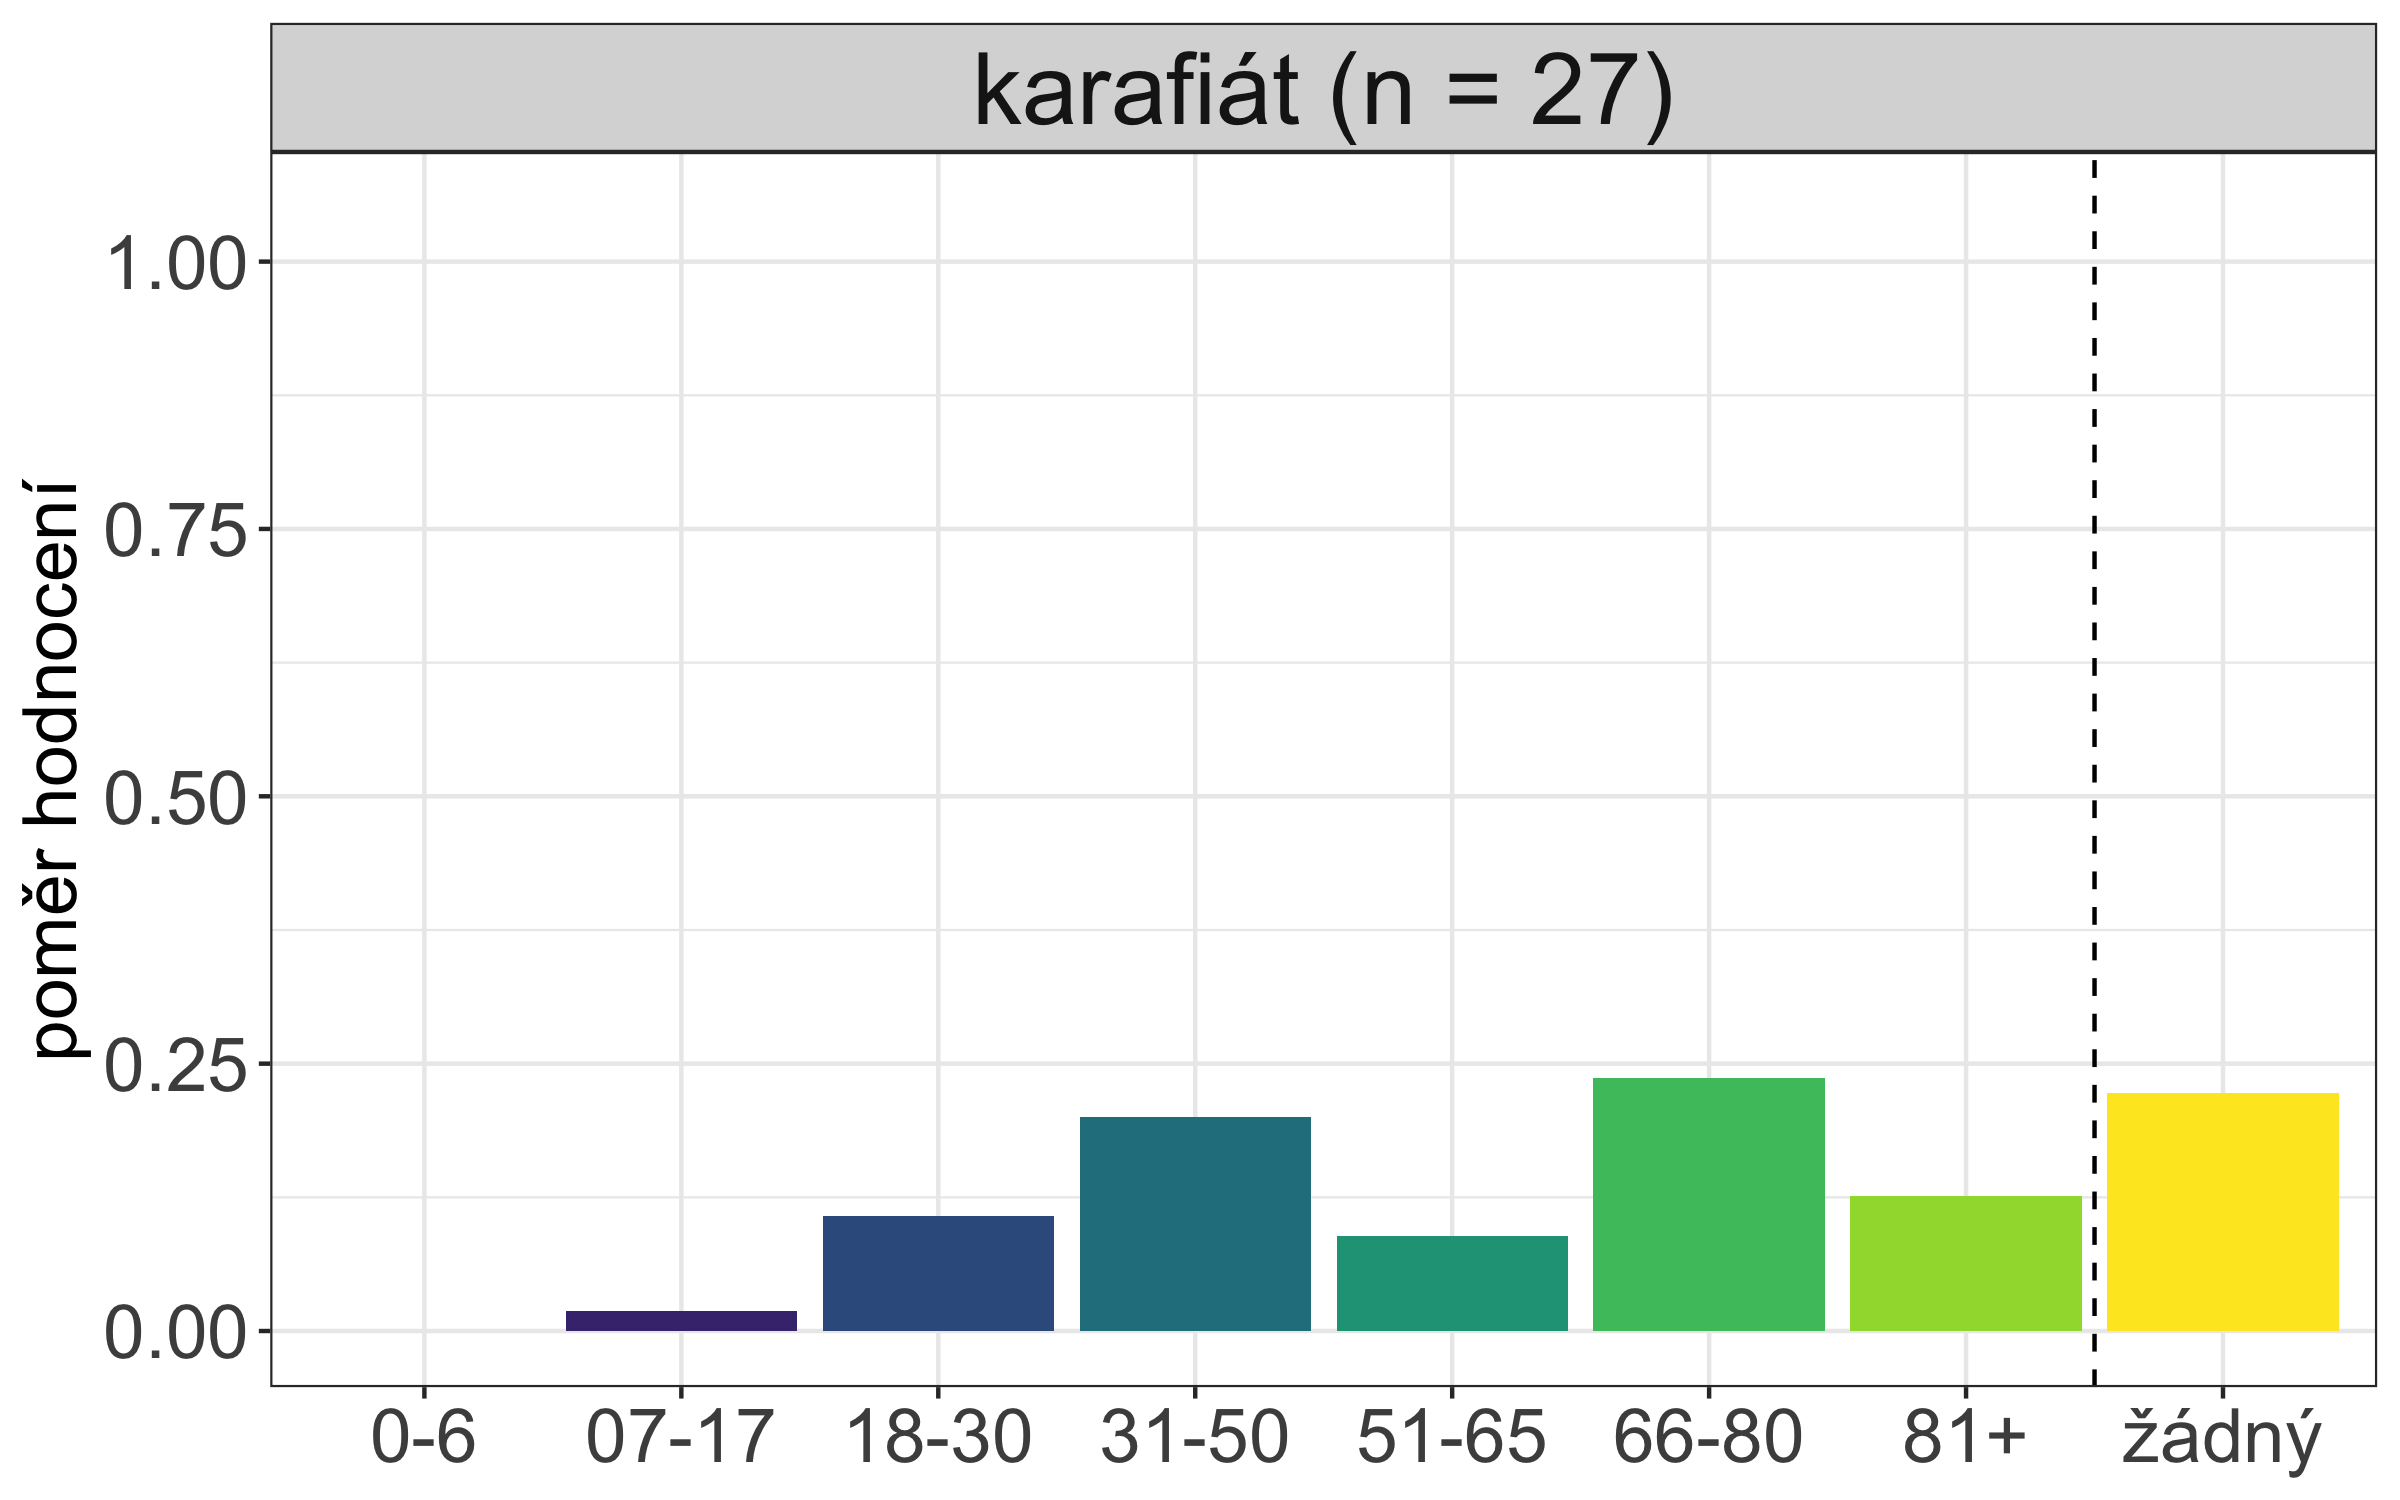 karafiát (n = 27)
poměr hodnocení
1.00
0.75
0.50
0.25
0.00
0-6 07-17 18-30 31-50 51-65 66-80 81+ žádný